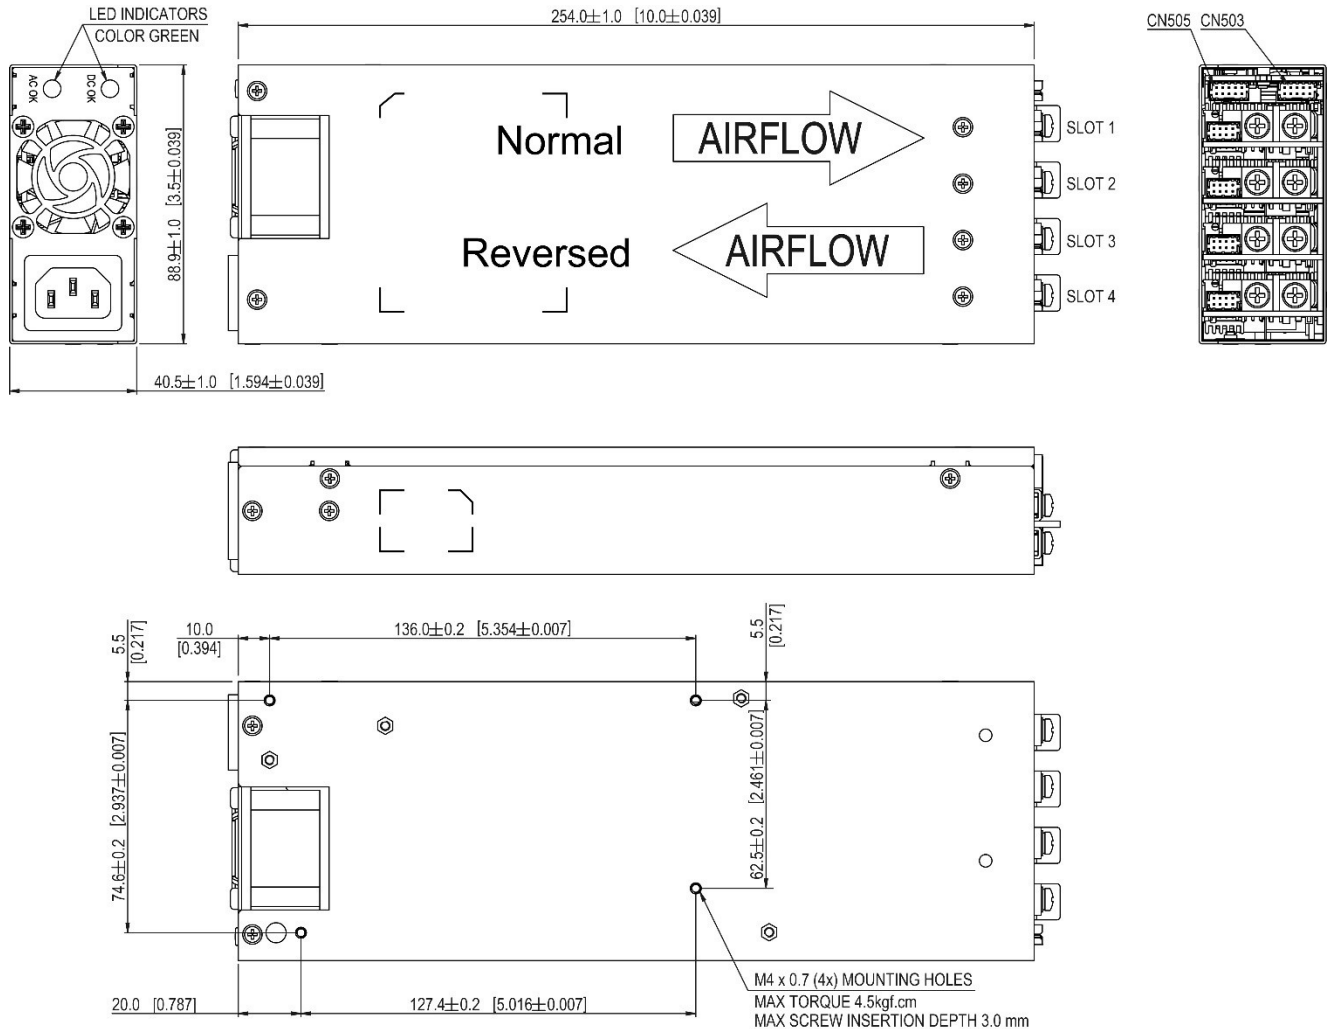 LED INDICATORS
COLOR GREEN
254.0±1.0 [10.0±0.039]
CN505 CN503
AC OK
DC OK
88.9±1.0 [3.5±0.039]
Normal
AIRFLOW
SLOT 1
SLOT 2
Reversed
AIRFLOW
SLOT 3
SLOT 4
40.5±1.0 [1.594±0.039]
5.5
[0.217]
10.0
[0.394]
136.0±0.2 [5.354±0.007]
5.5
[0.217]
74.6±0.2 [2.937±0.007]
62.5±0.2 [2.461±0.007]
20.0 [0.787]
127.4±0.2 [5.016±0.007]
M4 x 0.7 (4x) MOUNTING HOLES
MAX TORQUE 4.5kgf.cm
MAX SCREW INSERTION DEPTH 3.0 mm